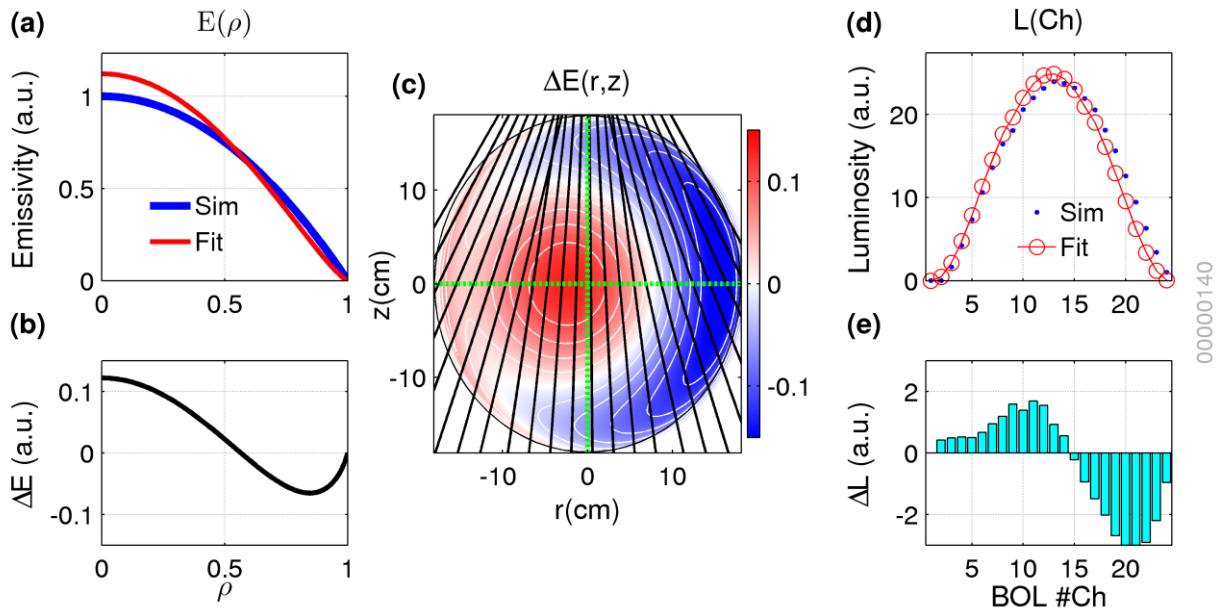 (a)
E(ρ)
Emissivity (a.u.)
1
0.5
0
Sim
Fit
0
0.5
1
(b)
ΔE (a.u.)
0.1
0
-0.1
0
0.5
1
ρ
(c)
ΔE(r,z)
z(cm)
10
0
-10
-10
0
10
r(cm)
0.1
0
-0.1
(d)
L(Ch)
Luminosity (a.u.)
20
10
0
Sim
Fit
5
10
15
20
(e)
ΔL (a.u.)
2
0
-2
5
10
15
20
BOL #Ch
00000140